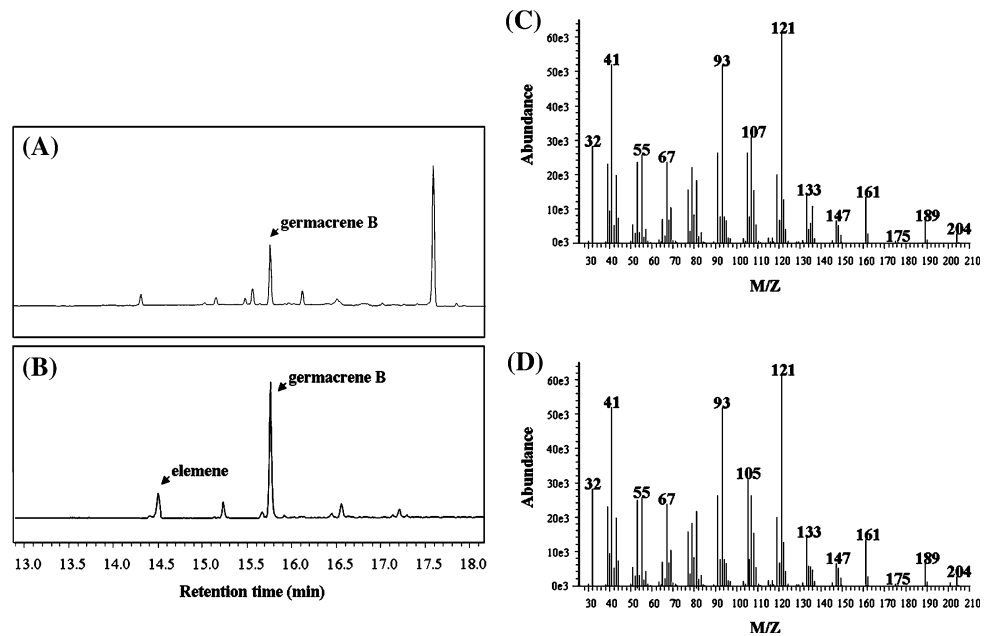 (A)
germacrene B
(B)
germacrene B
elemene
13.0 13.5 14.0 14.5 15.0 15.5 16.0 16.5 17.0 17.5 18.0
Retention time (min)
(C)
Abundance
60e3
50e3
40e3
30e3
20e3
10e3
0e3
32
41
55
67
93
107
121
133
147
161
175
189
204
30 40 50 60 70 80 90 100 110 120 130 140 150 160 170 180 190 200 210
M/Z
(D)
Abundance
60e3
50e3
40e3
30e3
20e3
10e3
0e3
32
41
55
67
93
105
121
133
147
161
175
189
204
30 40 50 60 70 80 90 100 110 120 130 140 150 160 170 180 190 200 210
M/Z